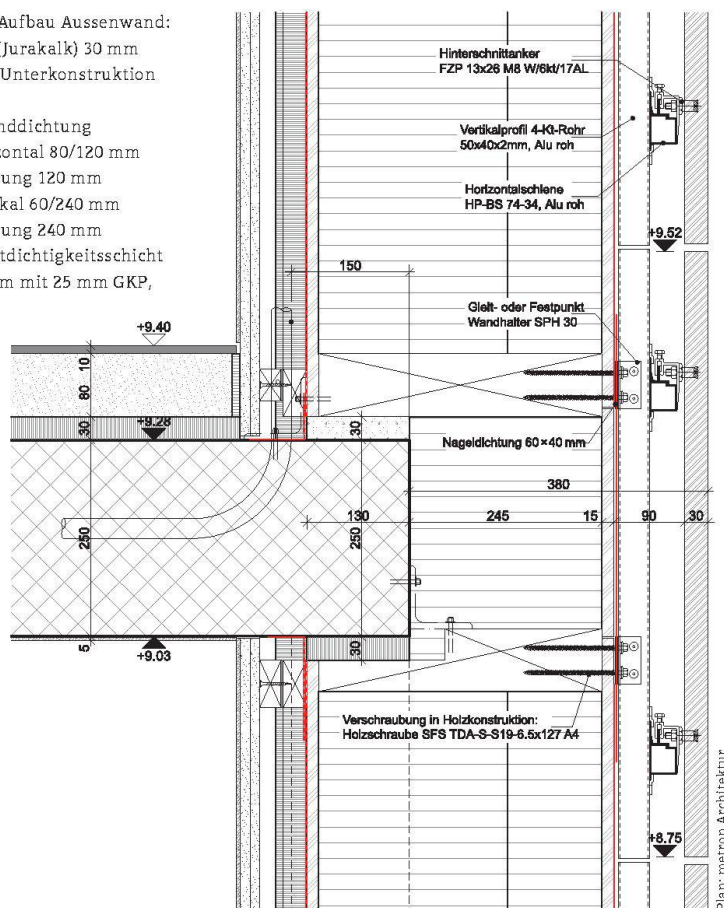 Aufbau Aussenwand:
(Jurakalk) 30 mm
Unterkonstruktion
nddichtung
zontal 80/120 mm
ung 120 mm
kal 60/240 mm
ung 240 mm
tdichtigkeitsschicht
m mit 25 mm GKP,
Hinterschnittanker
FZP 13x26 M8 W/6kt/17AL
Vertikalprofil 4-Kt-Rohr
50x40x2mm, Alu roh
Horizontalschiene
HP-BS 74-34, Alu roh
+9.52
150
Gleit- oder Festpunkt
Wandhalter SPH 30
+9.40
10
80
30
+9.28
30
Nageldichtung 60×40 mm
380
130
245
15
90
30
250
250
5
+9.03
30
Verschraubung in Holzkonstruktion:
Holzschraube SFS TDA-S-S19-6.5x127 A4
+8.75
Plan: metron Architektur